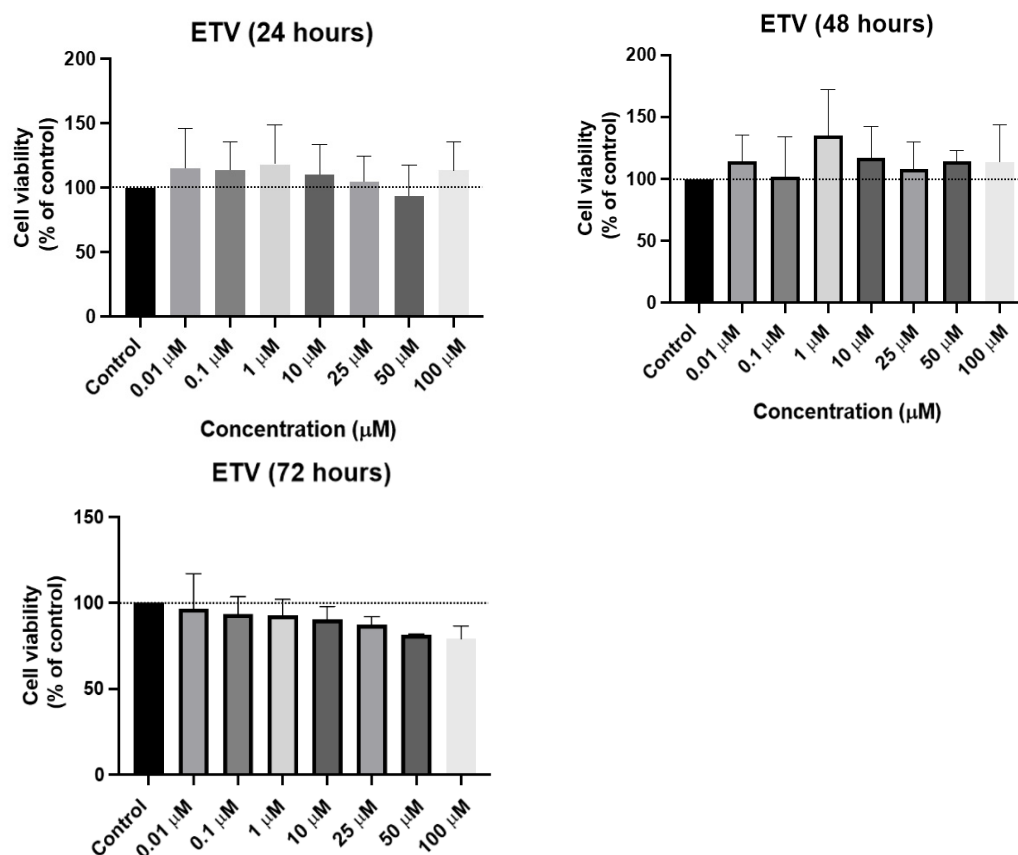 ETV (24 hours)
Cell viability
(% of control)
200
150
100
50
0
Control
0.01 μM
0.1 μM
1 μM
10 μM
25 μM
50 μM
100 μM
Concentration (μM)
ETV (48 hours)
Cell viability
(% of control)
200
150
100
50
0
Control
0.01 μM
0.1 μM
1 μM
10 μM
25 μM
50 μM
100 μM
Concentration (μM)
ETV (72 hours)
Cell viability
(% of control)
150
100
50
0
Control
0.01 μM
0.1 μM
1 μM
10 μM
25 μM
50 μM
100 μM